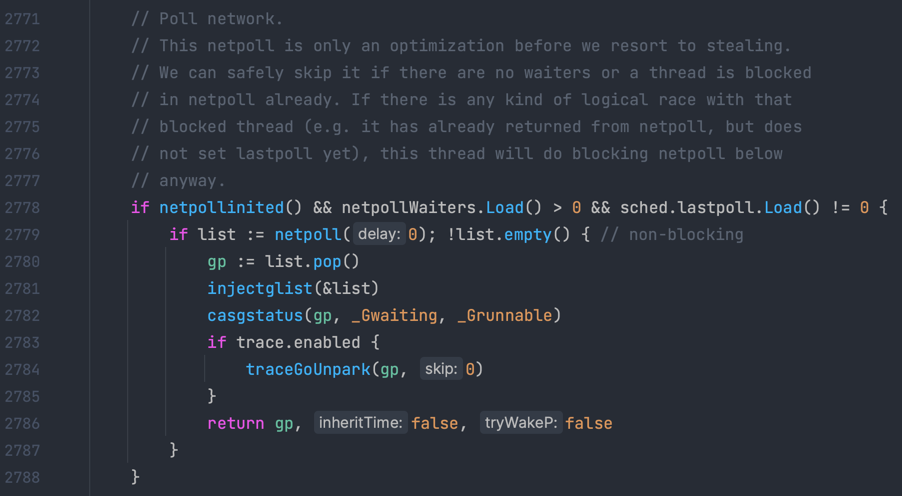 2771 // Poll network.
2772 // This netpoll is only an optimization before we resort to stealing.
2773 // We can safely skip it if there are no waiters or a thread is blocked
2774 // in netpoll already. If there is any kind of logical race with that
2775 // blocked thread (e.g. it has already returned from netpoll, but does
2776 // not set lastpoll yet), this thread will do blocking netpoll below
2777 // anyway.
2778 if netpollinited() && netpollWaiters.Load() > 0 && sched.lastpoll.Load() != 0 {
2779 if list := netpoll( delay: 0); !list.empty() { // non-blocking
2780 gp := list.pop()
2781 injectglist(&list)
2782 casgstatus(gp, _Gwaiting, _Grunnable)
2783 if trace.enabled {
2784 traceGoUnpark(gp, skip: 0)
2785 }
2786 return gp, inheritTime: false, tryWakeP: false
2787 }
2788 }